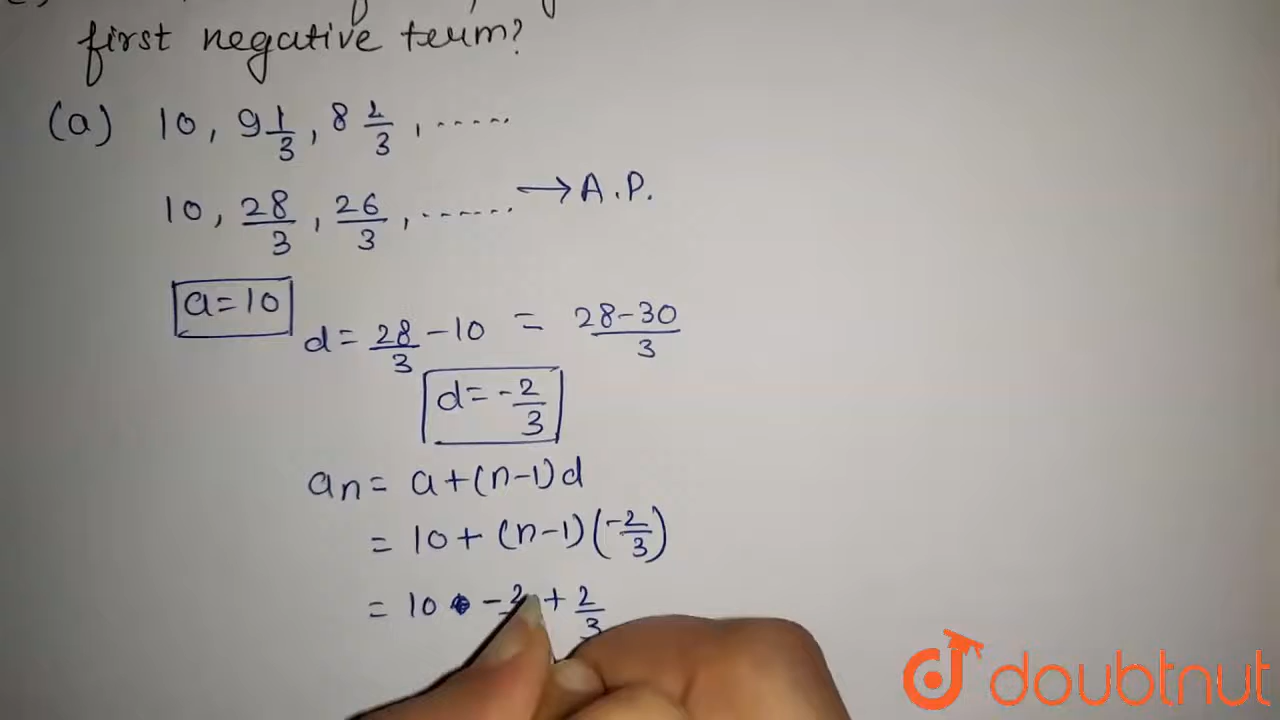 first negative term?
(a) 10, 9 1/3, 8 2/3, ......
10, 28/3, 26/3, ....... → A.P.
a=10
d = 28/3 - 10 = 28-30/3
d = -2/3
an = a+(n-1)d
= 10+ (n-1)(-2/3)
= 10 - 2 + 2/3
doubtnut